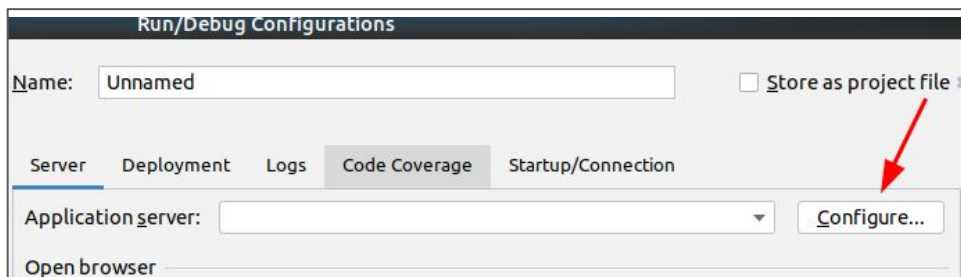 Run/Debug Configurations
Name: Unnamed Store as project file
Server Deployment Logs Code Coverage Startup/Connection
Application server: Configure...
Open browser